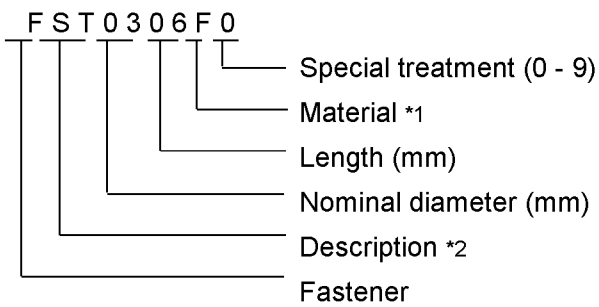 FST0306F0
Special treatment (0 - 9)
Material *1
Length (mm)
Nominal diameter (mm)
Description *2
Fastener